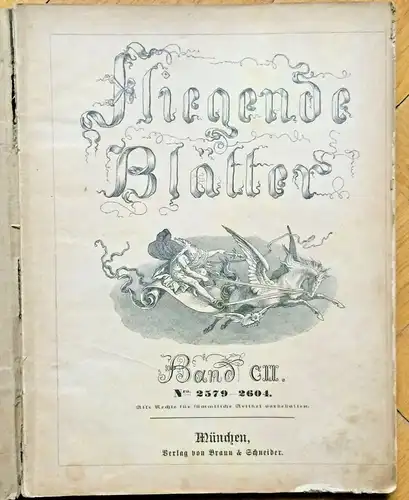 Fliegende
Blätter
Band CII.
Nro. 2579–2604.
Alle Rechte für sämmtliche Artikel vorbehalten.
München,
Verlag von Braun & Schneider.